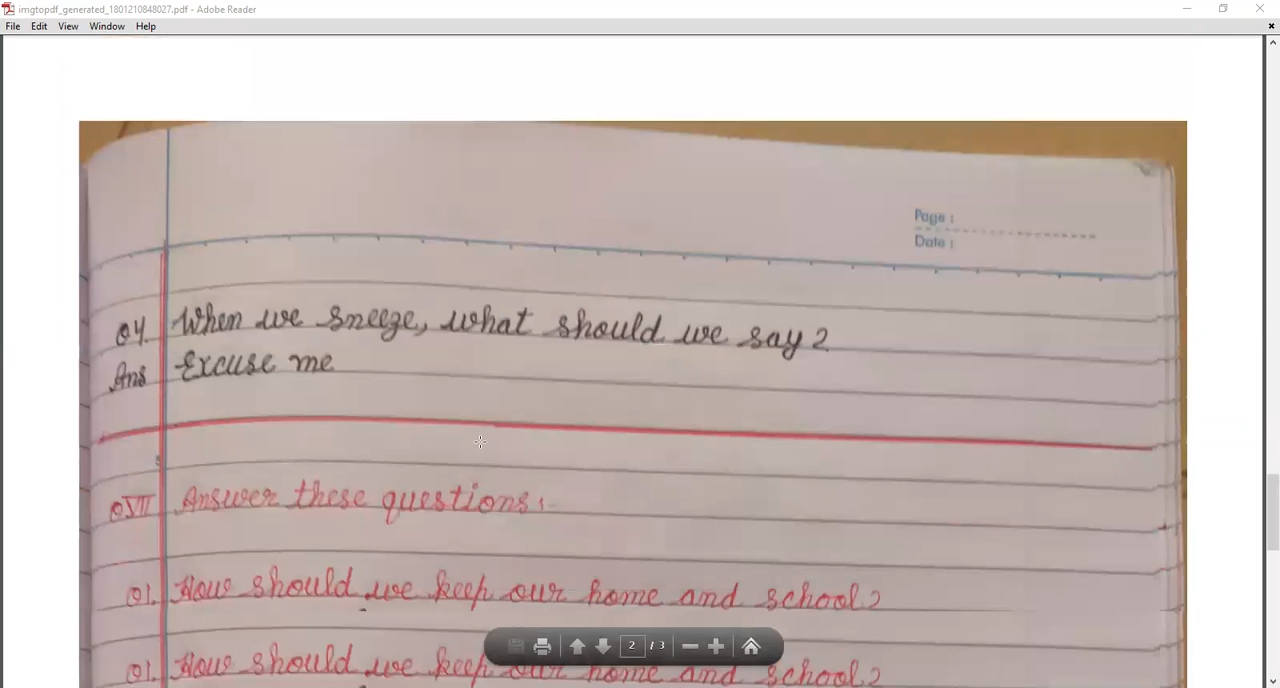 imgtopdf_generated_1801210848027.pdf - Adobe Reader
File Edit View Window Help
Page :
Date :
Q4. When we sneeze, what should we say?
Ans Excuse me
QVII Answer these questions:-
Q1. How should we keep our home and school?
Q1. How should we keep our home and school?
2 / 3